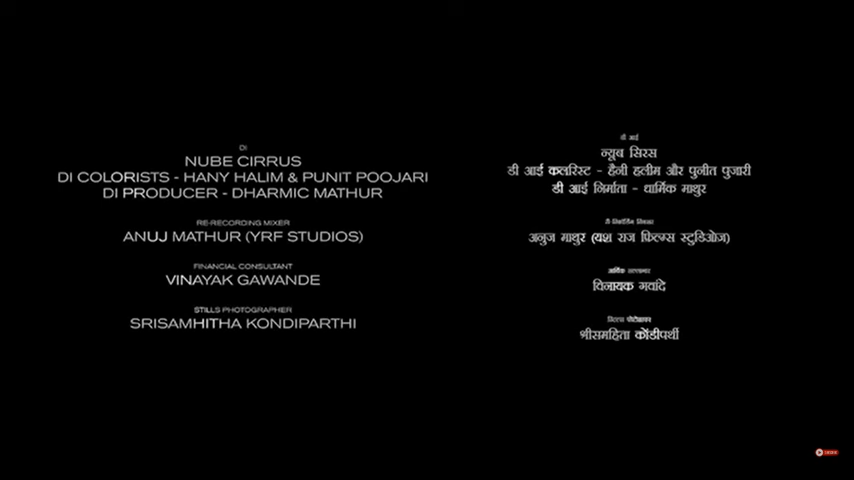 DI
NUBE CIRRUS
DI COLORISTS - HANY HALIM & PUNIT POOJARI
DI PRODUCER - DHARMIC MATHUR
RE-RECORDING MIXER
ANUJ MATHUR (YRF STUDIOS)
FINANCIAL CONSULTANT
VINAYAK GAWANDE
STILLS PHOTOGRAPHER
SRISAMHITHA KONDIPARTHI
डी आई
न्यूब सिरस
डी आई कलरिस्ट - हैनी हलीम और पुनीत पुजारी
डी आई निर्माता - धार्मिक माथुर
अनुज माथुर (यश राज फ़िल्म्स स्टुडिओज़)
आर्थिक सल्लागार
विनायक गवांदे
श्रीसमहिता कोंडीपर्थी